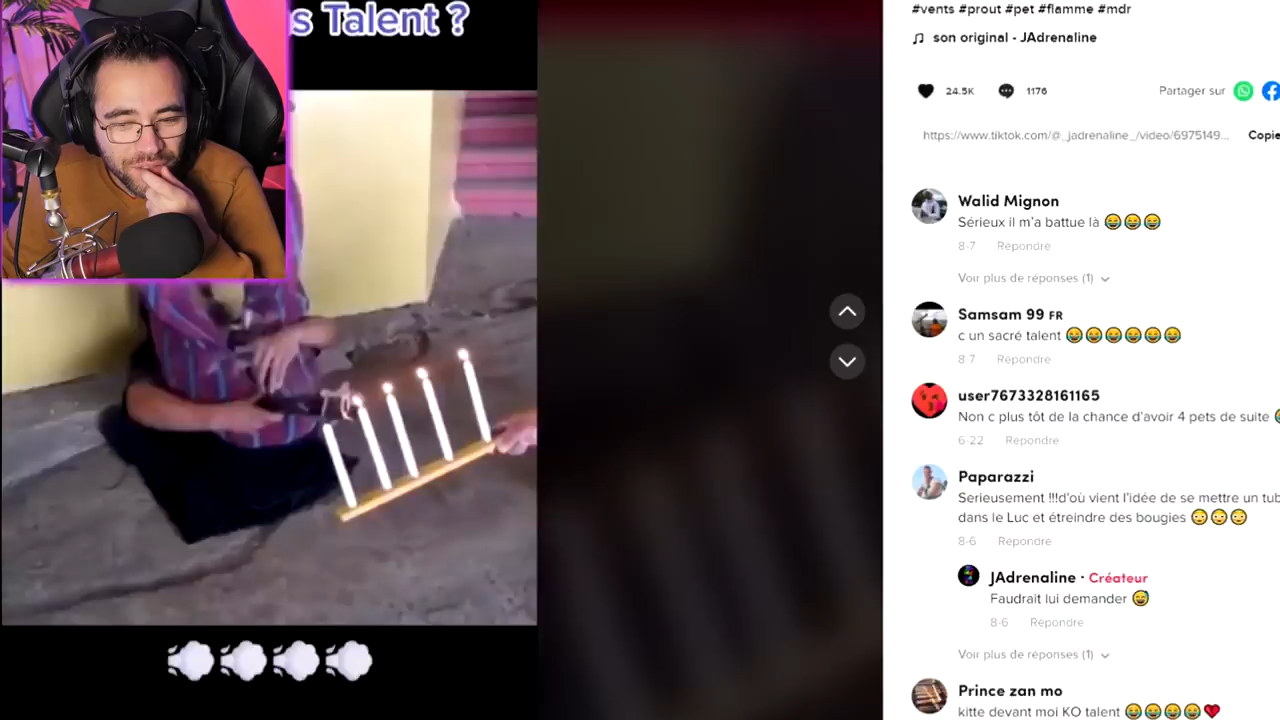 s Talent ?
#vents #prout #pet #flamme #mdr
son original - JAdrenaline
24.5K
1176
Partager sur
https://www.tiktok.com/@_jadrenaline_/video/6975149...
Copie
Walid Mignon
Sérieux il m'a battue là 😂😂😂
8-7 Répondre
Voir plus de réponses (1)
Samsam 99 FR
c un sacré talent 😂😂😂😂😂😂
8-7 Répondre
user7673328161165
Non c plus tôt de la chance d'avoir 4 pets de suite
6-22 Répondre
Paparazzi
Serieusement !!!d'où vient l'idée de se mettre un tub
dans le Luc et étreindre des bougies 😳😳😳
8-6 Répondre
JAdrenaline · Créateur
Faudrait lui demander 😅
8-6 Répondre
Voir plus de réponses (1)
Prince zan mo
kitte devant moi KO talent 😂😂😂😂❤️